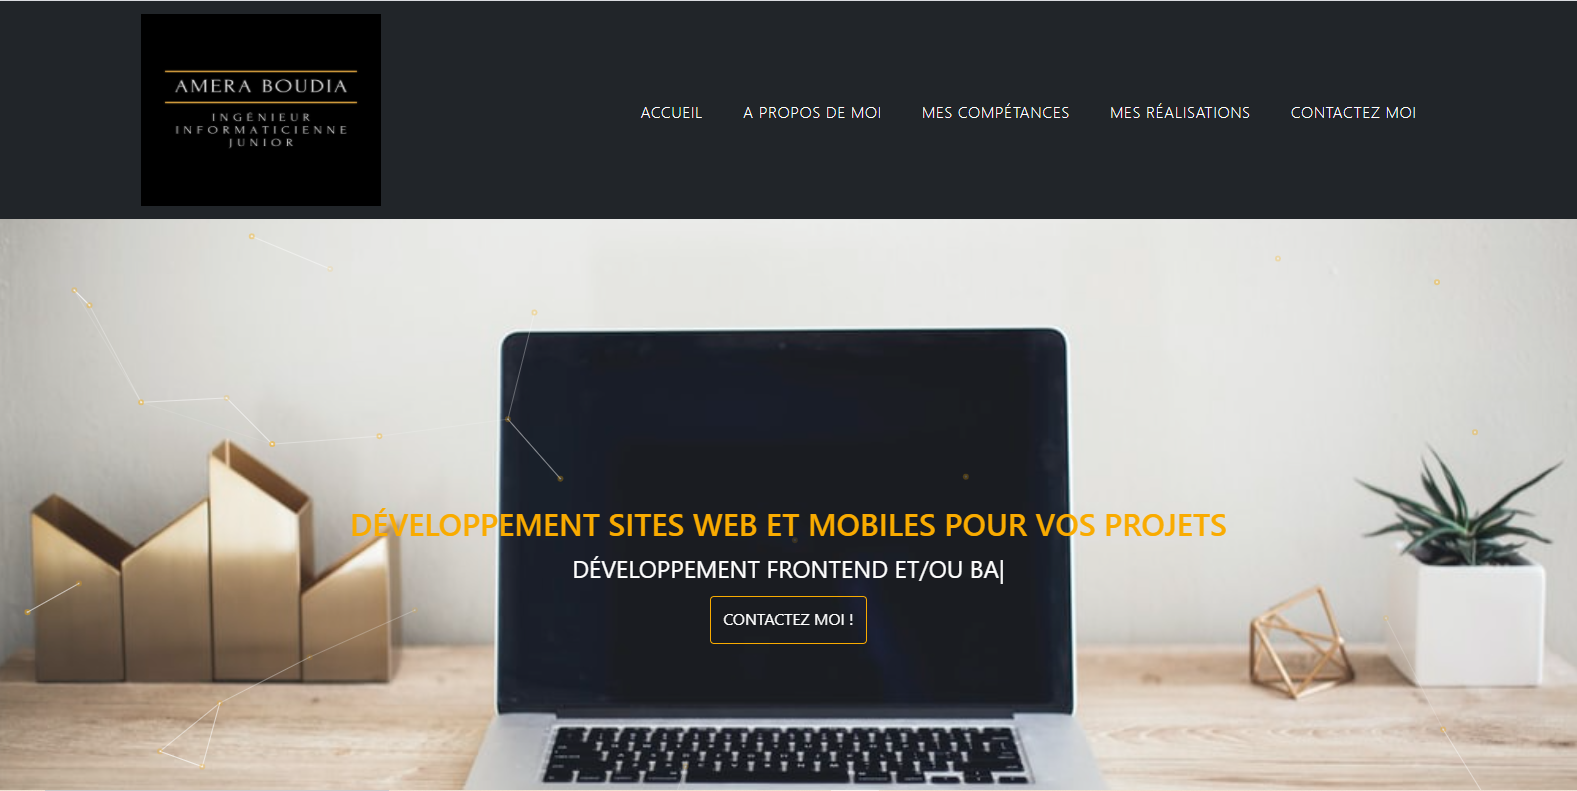 AMERA BOUDIA
INGÉNIEUR
INFORMATICIENNE
JUNIOR
ACCUEIL
A PROPOS DE MOI
MES COMPÉTANCES
MES RÉALISATIONS
CONTACTEZ MOI
DÉVELOPPEMENT SITES WEB ET MOBILES POUR VOS PROJETS
DÉVELOPPEMENT FRONTEND ET/OU BA|
CONTACTEZ MOI !